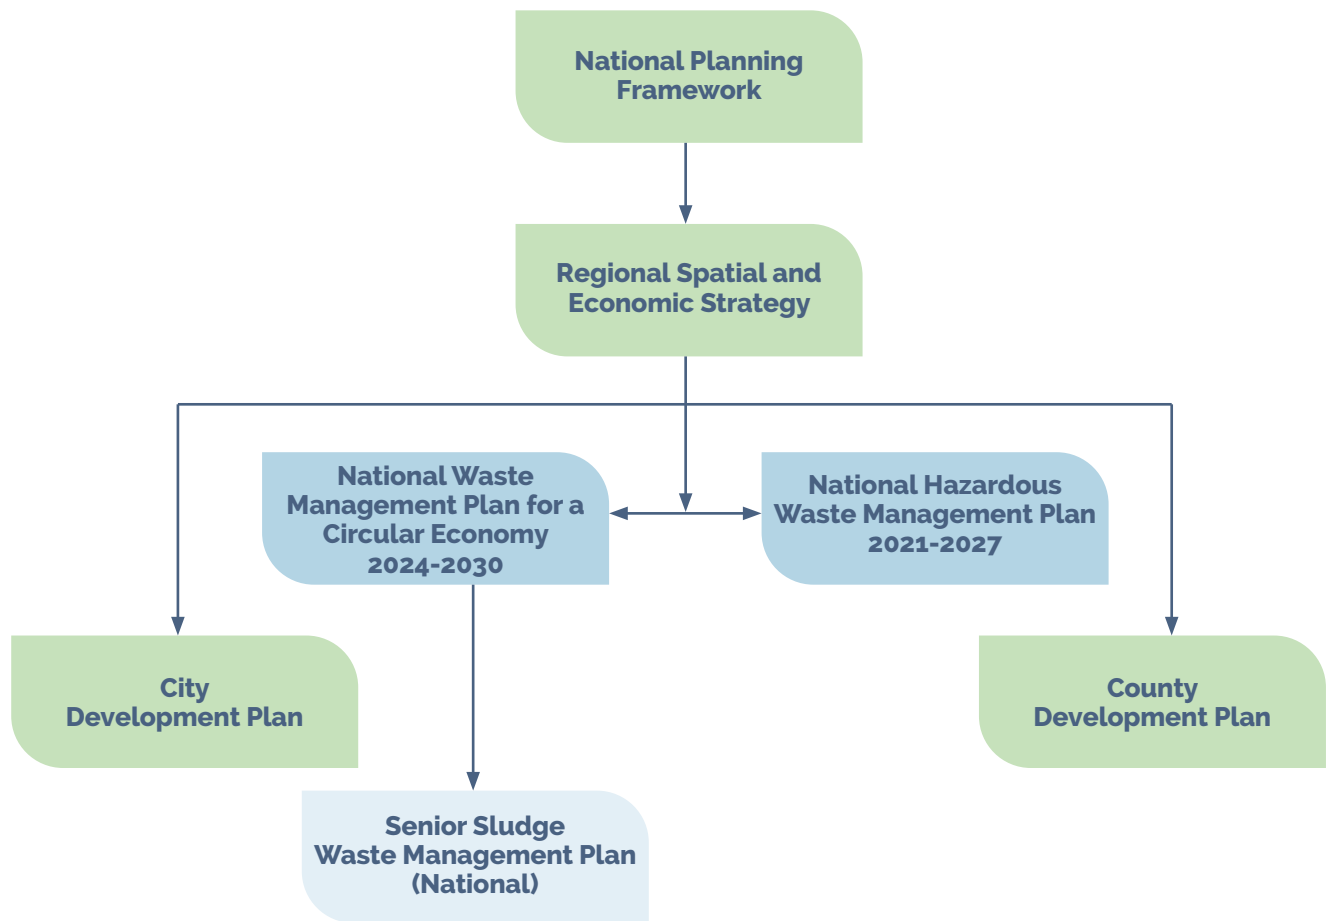 National Planning
Framework
Regional Spatial and
Economic Strategy
National Waste
Management Plan for a
Circular Economy
2024-2030
National Hazardous
Waste Management Plan
2021-2027
City
Development Plan
County
Development Plan
Senior Sludge
Waste Management Plan
(National)